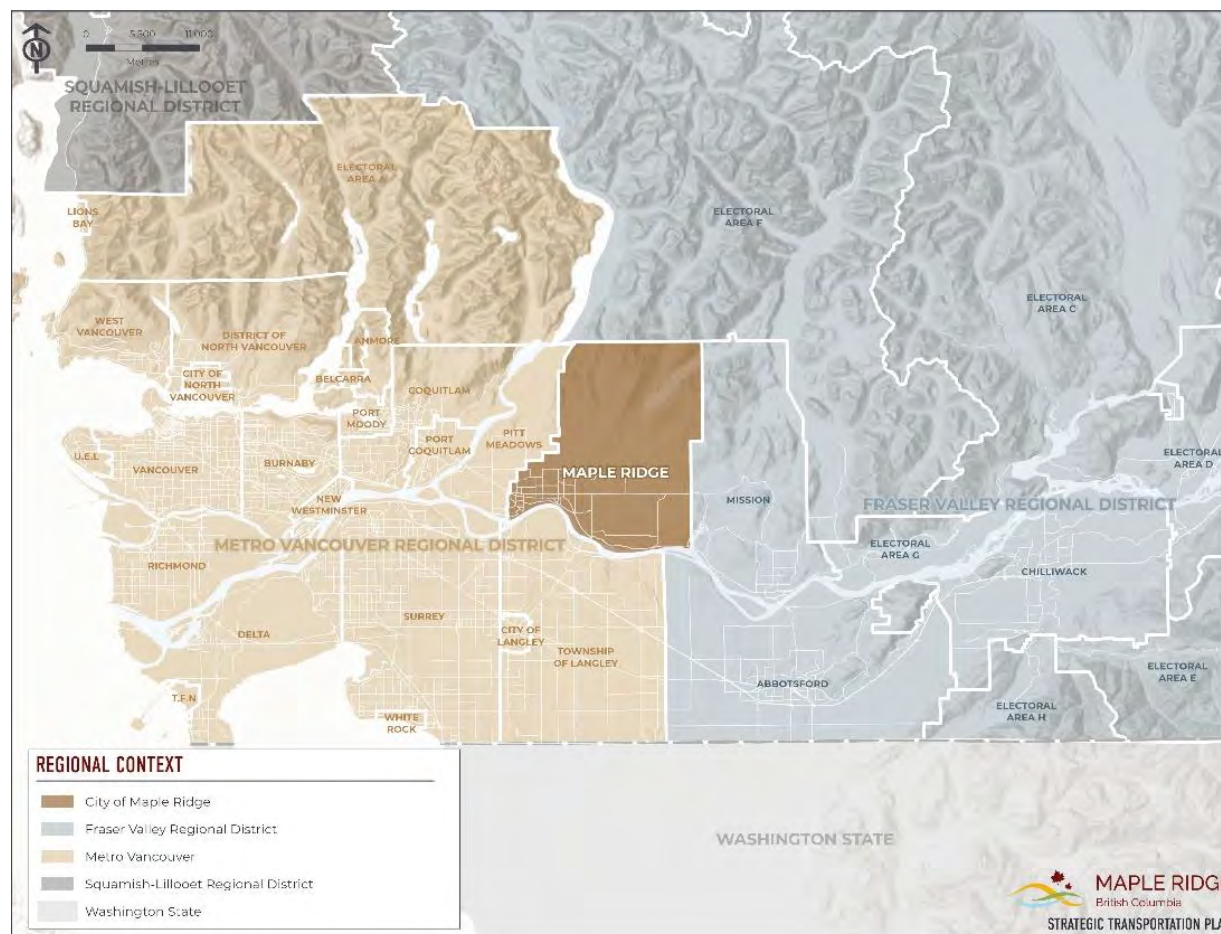 N
0 5,500 11,000
Metres
SQUAMISH-LILLOOET
REGIONAL DISTRICT
ELECTORAL
AREA A
LIONS
BAY
ELECTORAL
AREA F
ELECTORAL
AREA C
WEST
VANCOUVER
DISTRICT OF
NORTH VANCOUVER
ANMORE
CITY OF
NORTH
VANCOUVER
BELCARRA
COQUITLAM
PORT
MOODY
PORT
COQUITLAM
PITT
MEADOWS
U.E.L
VANCOUVER
BURNABY
MAPLE RIDGE
ELECTORAL
AREA D
NEW
WESTMINSTER
MISSION
FRASER VALLEY REGIONAL DISTRICT
METRO VANCOUVER REGIONAL DISTRICT
ELECTORAL
AREA G
RICHMOND
CHILLIWACK
SURREY
DELTA
CITY OF
LANGLEY
TOWNSHIP
OF LANGLEY
ELECTORAL
AREA E
ABBOTSFORD
T.F.N
ELECTORAL
AREA H
WHITE
ROCK
REGIONAL CONTEXT
City of Maple Ridge
Fraser Valley Regional District
Metro Vancouver
Squamish-Lillooet Regional District
Washington State
WASHINGTON STATE
MAPLE RIDG
British Columbia
STRATEGIC TRANSPORTATION PLA